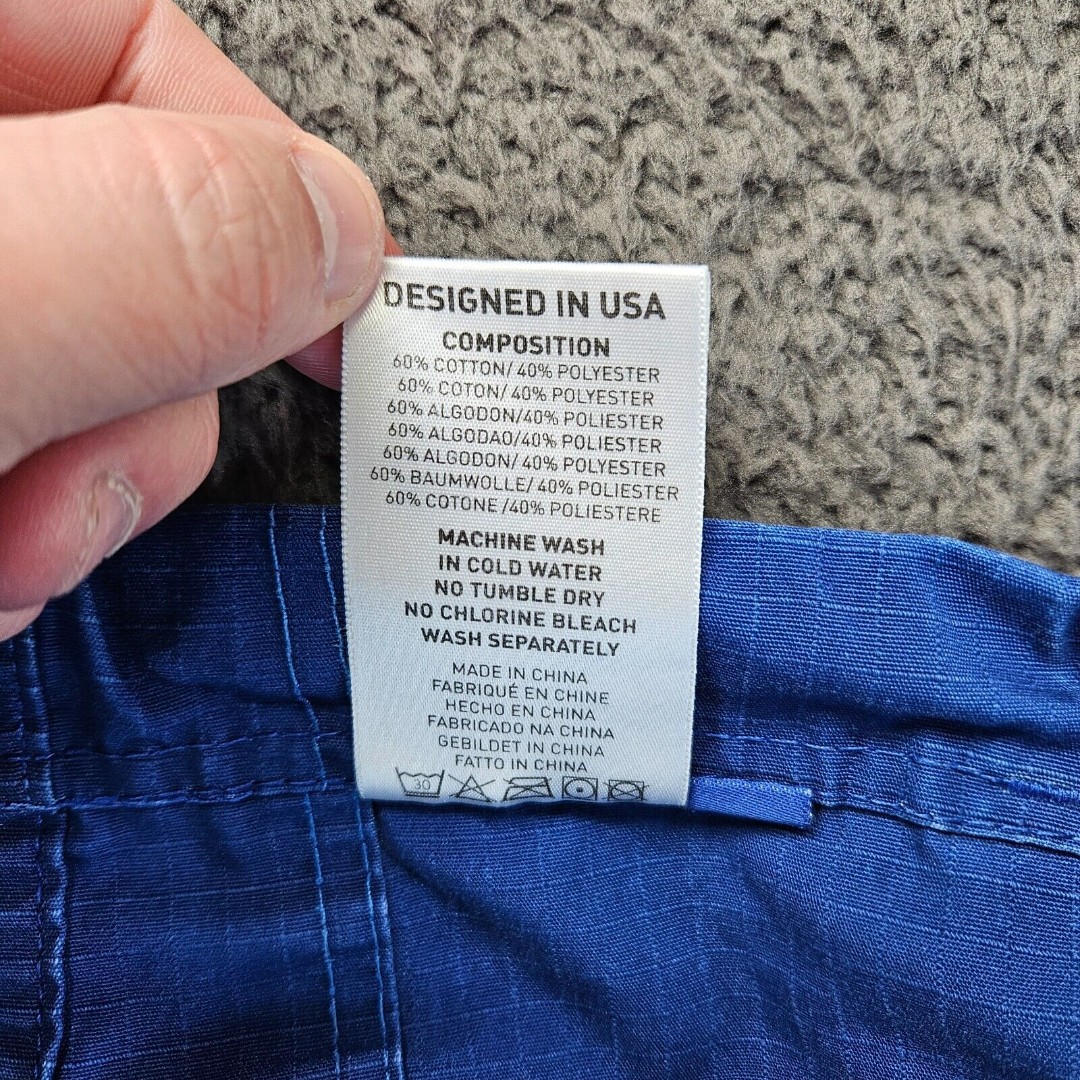 DESIGNED IN USA
COMPOSITION
60% COTTON/ 40% POLYESTER
60% COTON/ 40% POLYESTER
60% ALGODON/40% POLIESTER
60% ALGODAO/40% POLIESTER
60% ALGODON/ 40% POLYESTER
60% BAUMWOLLE/ 40% POLIESTER
60% COTONE /40% POLIESTERE
MACHINE WASH
IN COLD WATER
NO TUMBLE DRY
NO CHLORINE BLEACH
WASH SEPARATELY
MADE IN CHINA
FABRIQUÉ EN CHINE
HECHO EN CHINA
FABRICADO NA CHINA
GEBILDET IN CHINA
FATTO IN CHINA
30